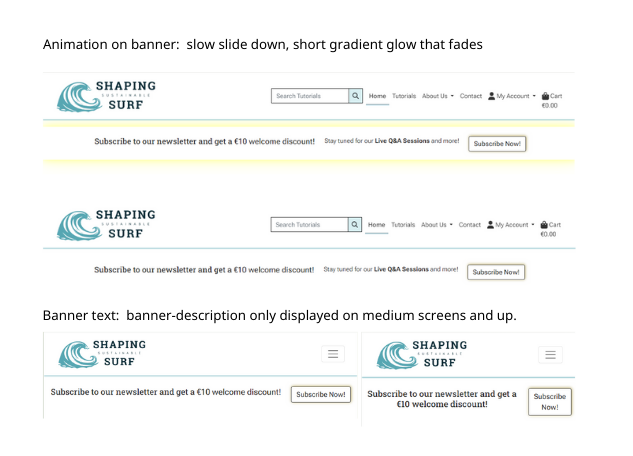 Animation on banner:  slow slide down, short gradient glow that fades
SHAPING
SUSTAINABLE
SURF
Search Tutorials
Home Tutorials About Us Contact My Account Cart
€0.00
Subscribe to our newsletter and get a €10 welcome discount! Stay tuned for our Live Q&A Sessions and more! Subscribe Now!
SHAPING
SUSTAINABLE
SURF
Search Tutorials
Home Tutorials About Us Contact My Account Cart
€0.00
Subscribe to our newsletter and get a €10 welcome discount! Stay tuned for our Live Q&A Sessions and more! Subscribe Now!
Banner text:  banner-description only displayed on medium screens and up.
SHAPING
SUSTAINABLE
SURF
Subscribe to our newsletter and get a €10 welcome discount! Subscribe Now!
SHAPING
SUSTAINABLE
SURF
Subscribe to our newsletter and get a
€10 welcome discount!
Subscribe
Now!